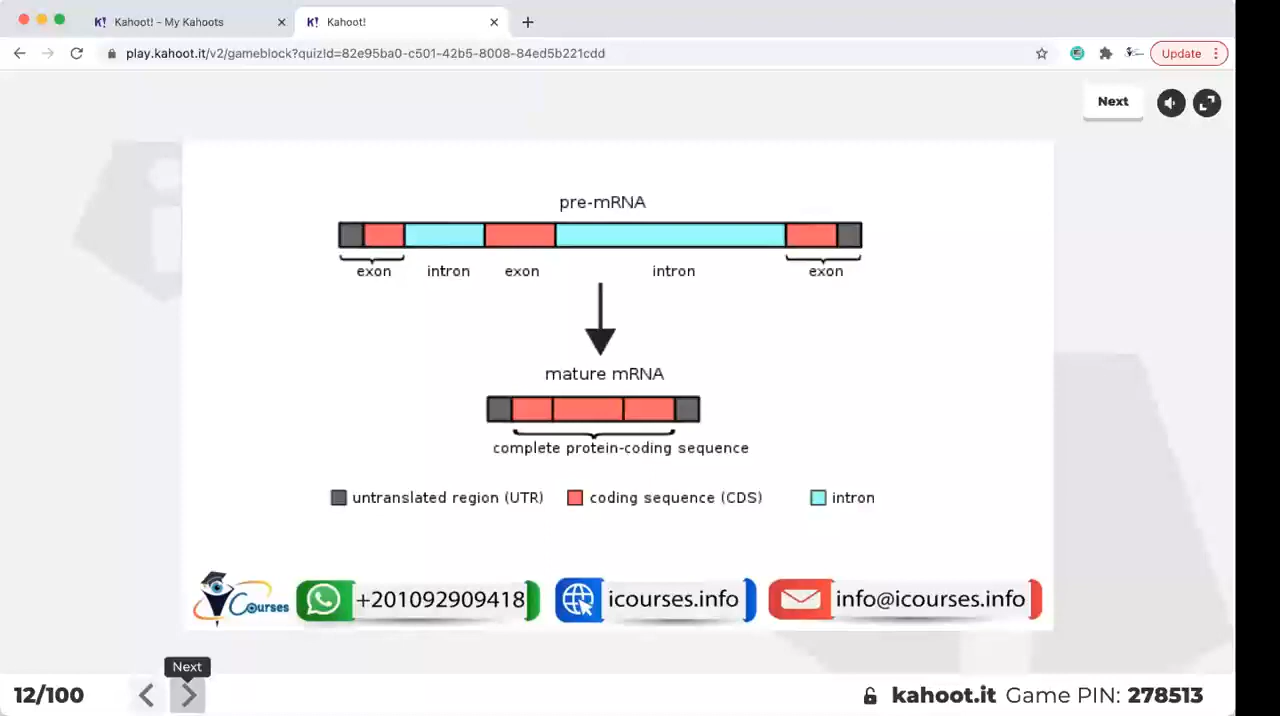 Kahoot! - My Kahoots
Kahoot!
play.kahoot.it/v2/gameblock?quizId=82e95ba0-c501-42b5-8008-84ed5b221cdd
Update
Next
pre-mRNA
exon intron exon intron exon
mature mRNA
complete protein-coding sequence
untranslated region (UTR) coding sequence (CDS) intron
Courses +201092909418 icourses.info info@icourses.info
Next
12/100 kahoot.it Game PIN: 278513